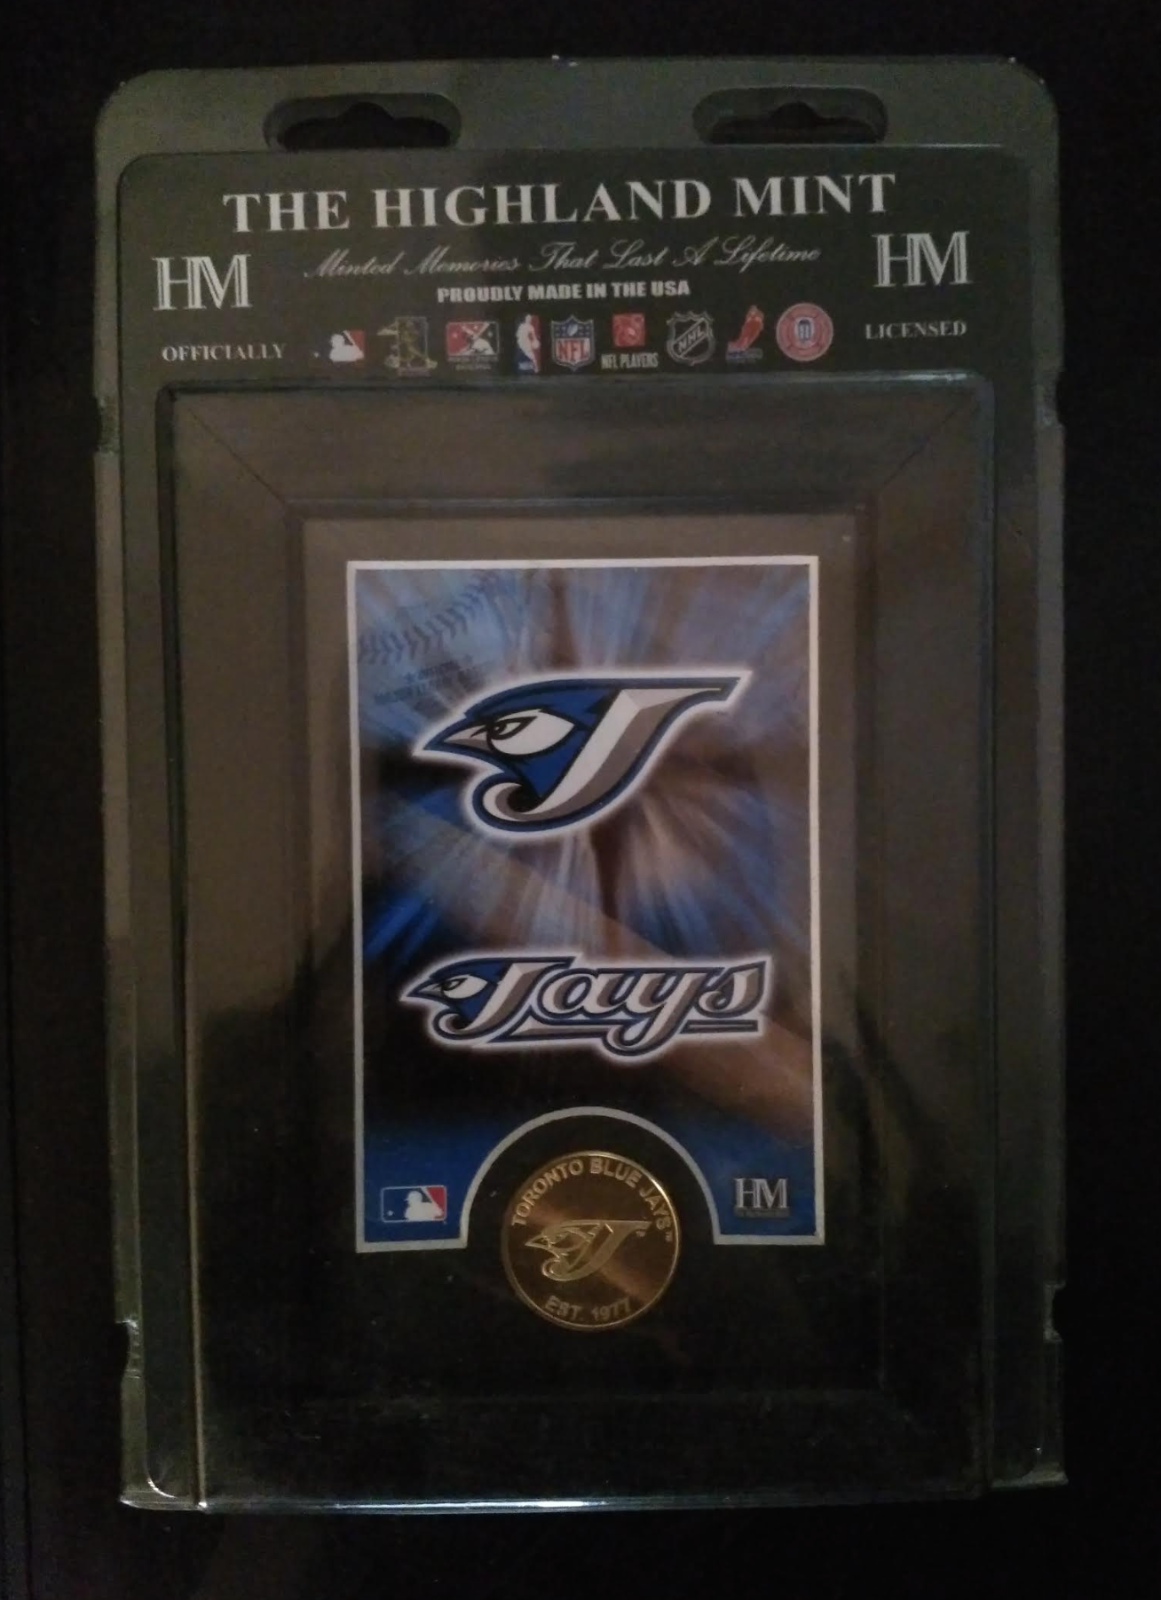 THE HIGHLAND MINT
HM
Minted Memories That Last A Lifetime
HM
PROUDLY MADE IN THE USA
OFFICIALLY
NFL
NFL PLAYERS
NHL
LICENSED
Jays
TORONTO BLUE JAYS™
EST. 1977
HM